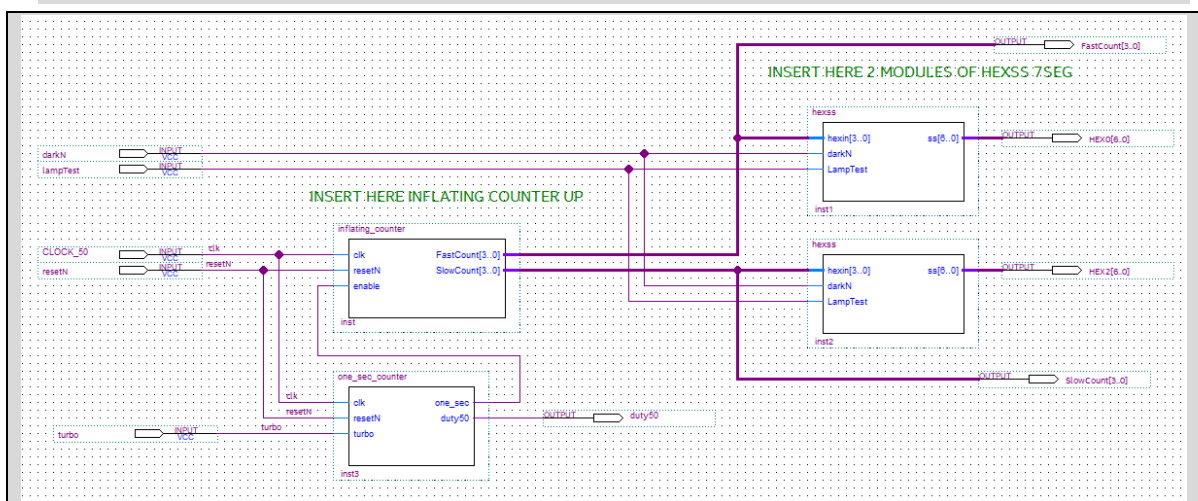 OUTPUT
FastCount[3..0]
INSERT HERE 2 MODULES OF HEXSS 7SEG
hexss
hexin[3..0] ss[6..0]
darkN
LampTest
inst1
OUTPUT
HEX0[6..0]
darkN
INPUT
VCC
lampTest
INPUT
VCC
INSERT HERE INFLATING COUNTER UP
inflating_counter
CLOCK_50
INPUT
VCC
clk
resetN
INPUT
VCC
resetN
clk FastCount[3..0]
resetN SlowCount[3..0]
enable
inst
hexss
hexin[3..0] ss[6..0]
darkN
LampTest
inst2
OUTPUT
HEX2[6..0]
one_sec_counter
clk
resetN
clk one_sec
resetN duty50
turbo
inst3
OUTPUT
SlowCount[3..0]
OUTPUT
duty50
turbo
INPUT
VCC
turbo